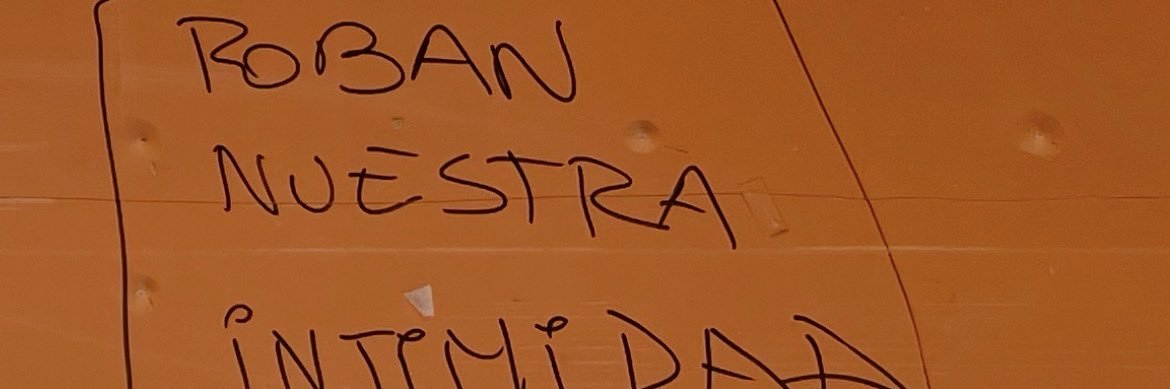 ROBAN
NUESTRA
iNTiMiDAD